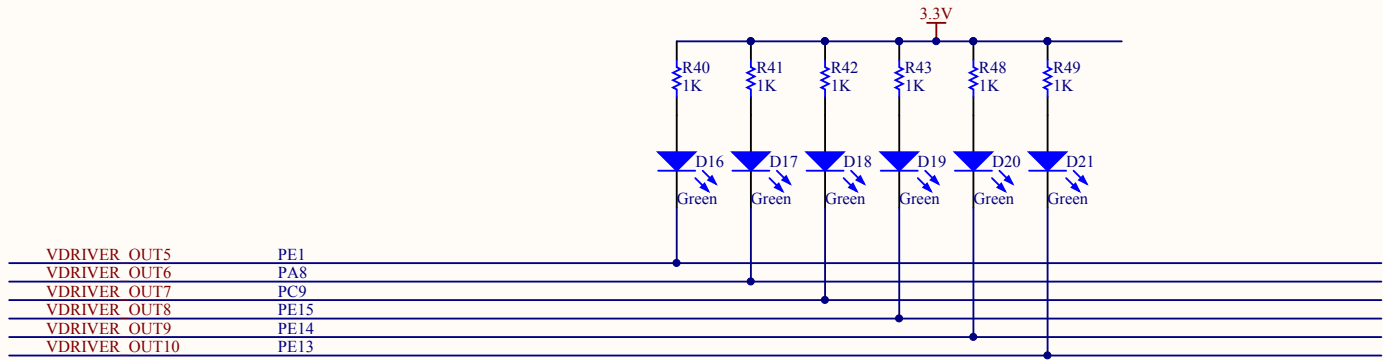 3.3V
R40 R41 R42 R43 R48 R49
1K 1K 1K 1K 1K 1K
D16 D17 D18 D19 D20 D21
Green Green Green Green Green Green
VDRIVER_OUT5 PE1
VDRIVER_OUT6 PA8
VDRIVER_OUT7 PC9
VDRIVER_OUT8 PE15
VDRIVER_OUT9 PE14
VDRIVER_OUT10 PE13